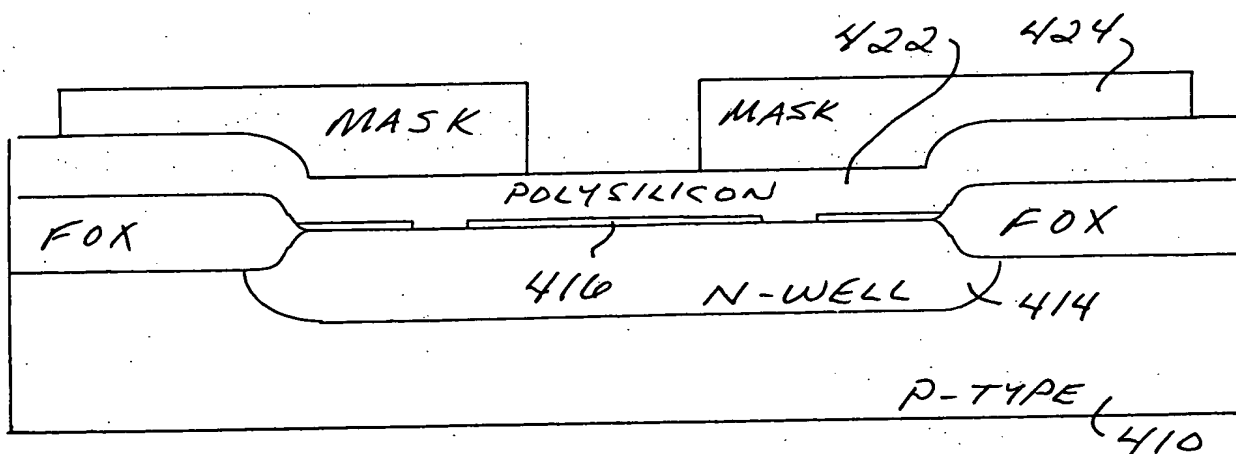 422 424
MASK MASK
POLYSILICON
FOX FOX
416 N-WELL 414
P-TYPE
410